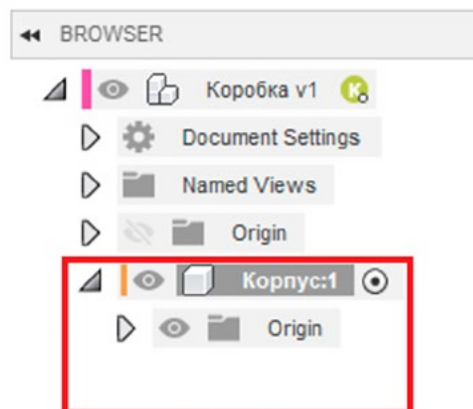 BROWSER
Коробка v1 K
Document Settings
Named Views
Origin
Корпус:1
Origin